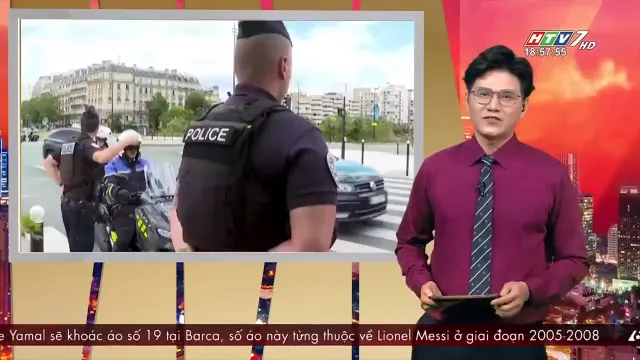 HTV7 HD
18:57:55
POLICE
e Yamal sẽ khoác áo số 19 tại Barca, số áo này từng thuộc về Lionel Messi ở giai đoạn 2005-2008